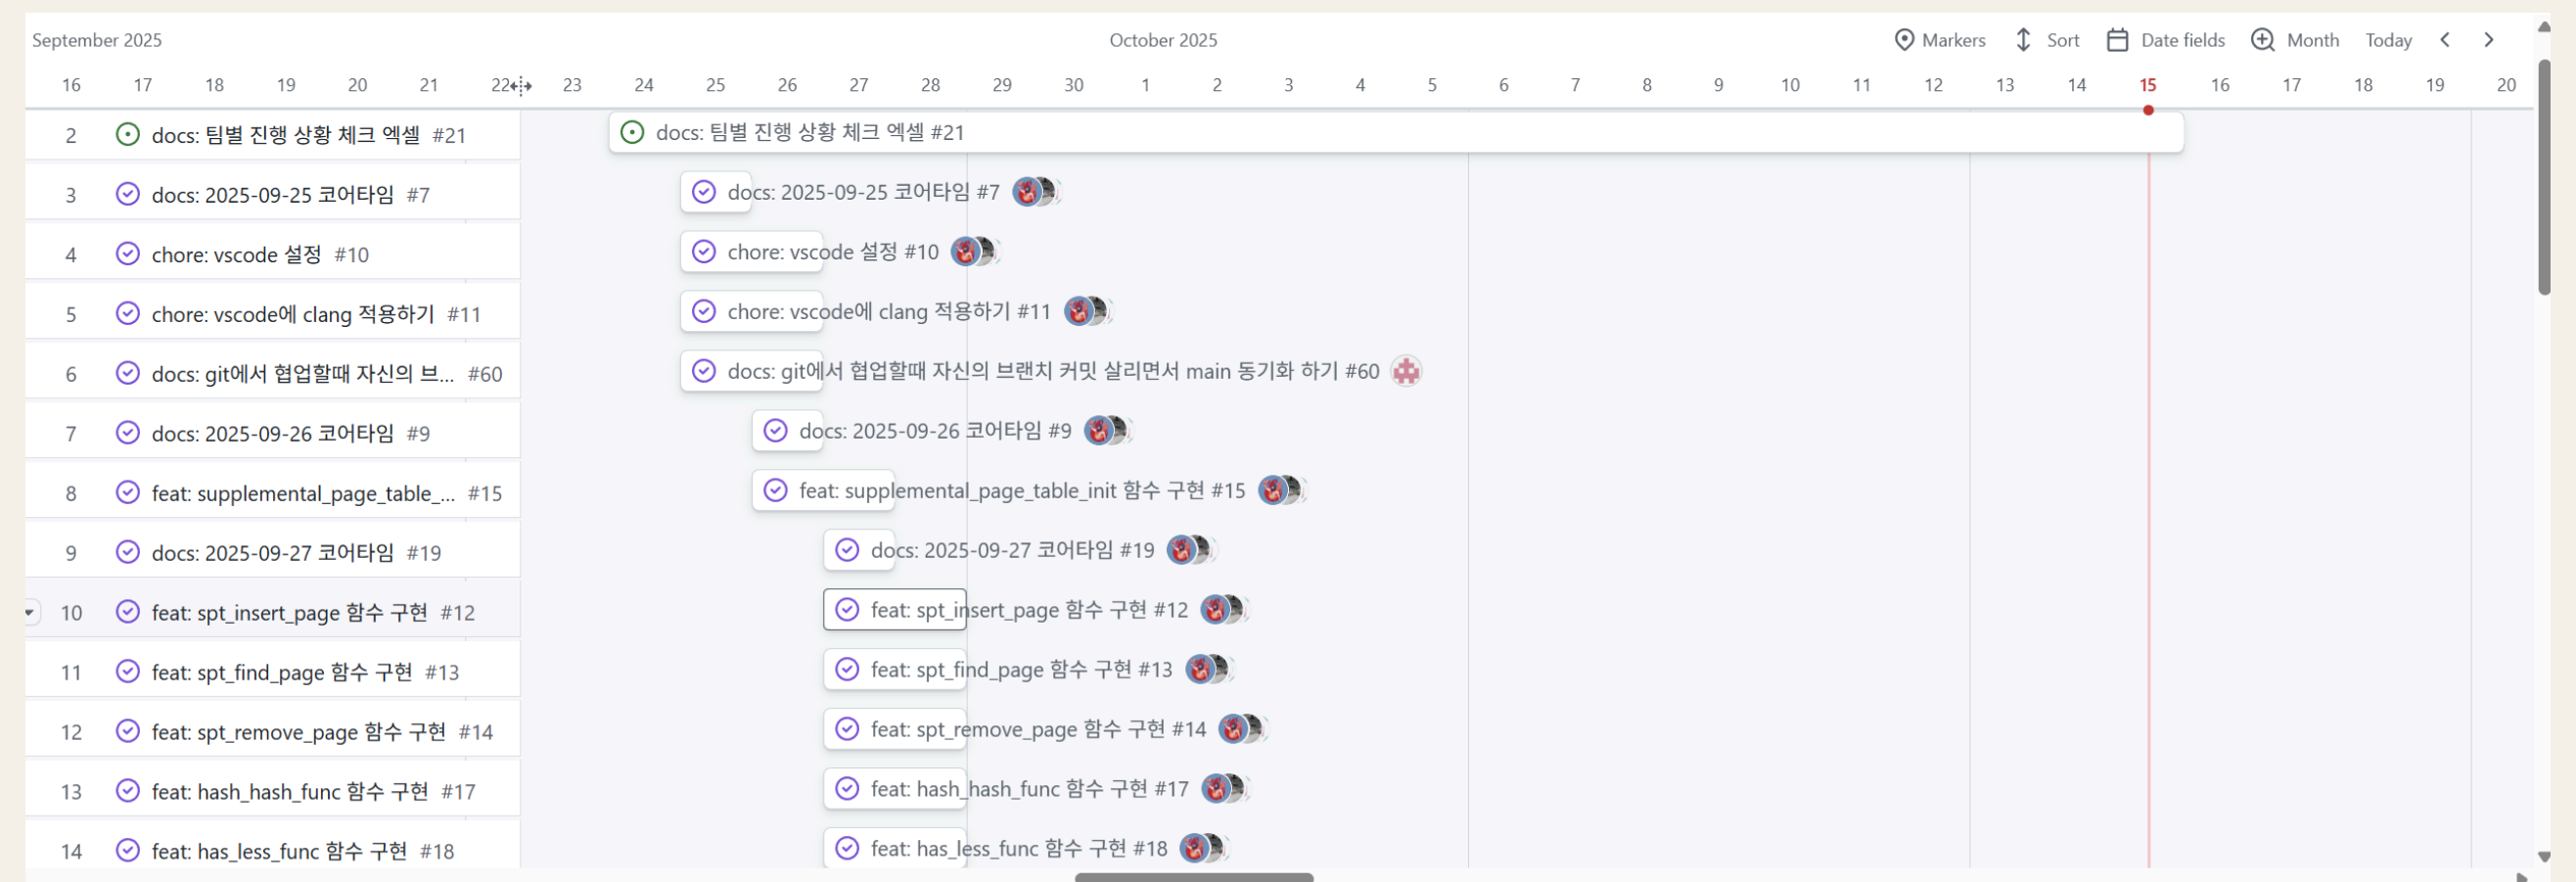 September 2025 October 2025 Markers Sort Date fields Month Today
16 17 18 19 20 21 22 23 24 25 26 27 28 29 30 1 2 3 4 5 6 7 8 9 10 11 12 13 14 15 16 17 18 19 20
2 docs: 팀별 진행 상황 체크 엑셀 #21 docs: 팀별 진행 상황 체크 엑셀 #21
3 docs: 2025-09-25 코어타임 #7 docs: 2025-09-25 코어타임 #7
4 chore: vscode 설정 #10 chore: vscode 설정 #10
5 chore: vscode에 clang 적용하기 #11 chore: vscode에 clang 적용하기 #11
6 docs: git에서 협업할때 자신의 브... #60 docs: git에서 협업할때 자신의 브랜치 커밋 살리면서 main 동기화 하기 #60
7 docs: 2025-09-26 코어타임 #9 docs: 2025-09-26 코어타임 #9
8 feat: supplemental_page_table_... #15 feat: supplemental_page_table_init 함수 구현 #15
9 docs: 2025-09-27 코어타임 #19 docs: 2025-09-27 코어타임 #19
10 feat: spt_insert_page 함수 구현 #12 feat: spt_insert_page 함수 구현 #12
11 feat: spt_find_page 함수 구현 #13 feat: spt_find_page 함수 구현 #13
12 feat: spt_remove_page 함수 구현 #14 feat: spt_remove_page 함수 구현 #14
13 feat: hash_hash_func 함수 구현 #17 feat: hash_hash_func 함수 구현 #17
14 feat: has_less_func 함수 구현 #18 feat: has_less_func 함수 구현 #18